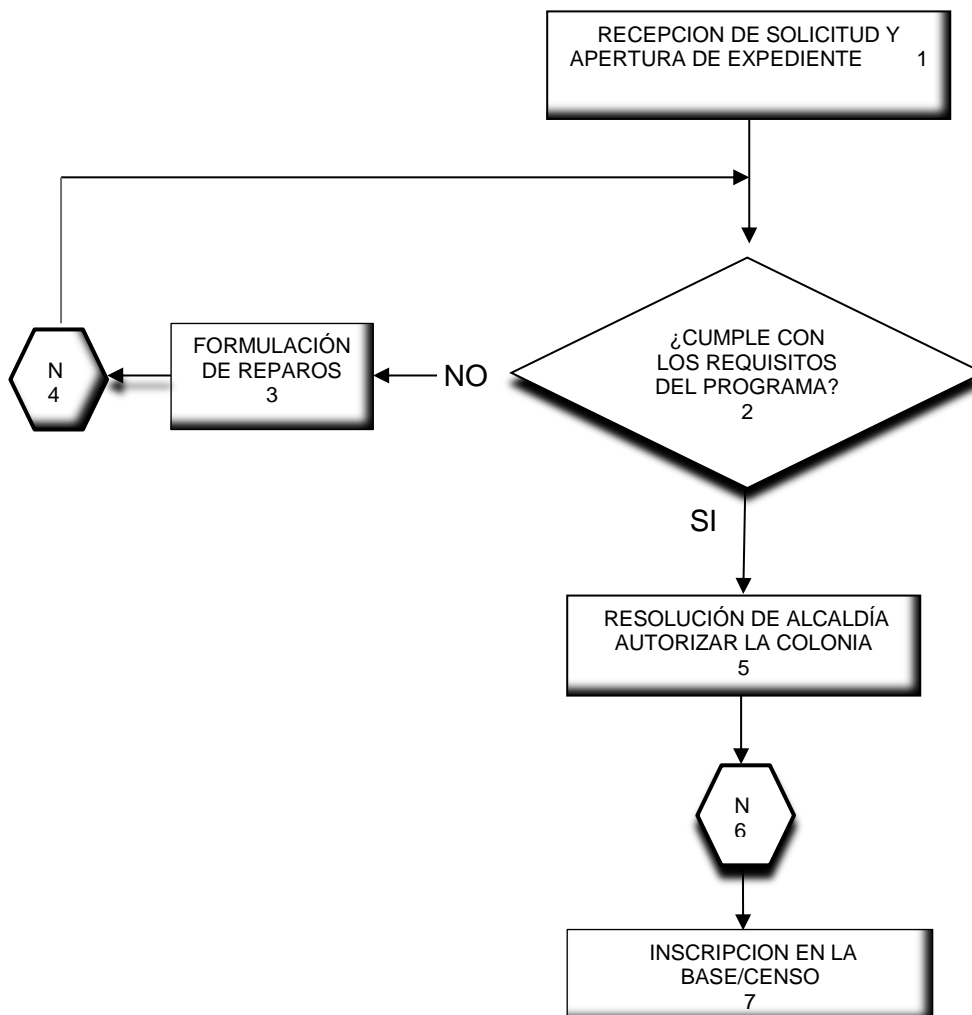 RECEPCION DE SOLICITUD Y
APERTURA DE EXPEDIENTE 1
¿CUMPLE CON
LOS REQUISITOS
DEL PROGRAMA?
2
NO
FORMULACIÓN
DE REPAROS
3
N
4
SI
RESOLUCIÓN DE ALCALDÍA
AUTORIZAR LA COLONIA
5
N
6
INSCRIPCION EN LA
BASE/CENSO
7